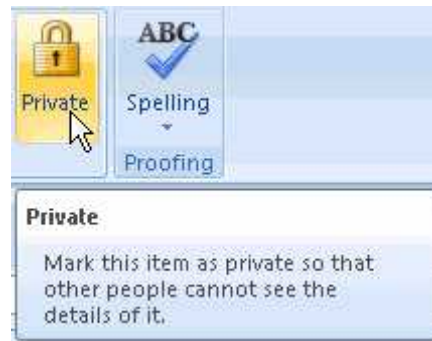 ABC
Private
Spelling
Proofing
Private
Mark this item as private so that
other people cannot see the
details of it.